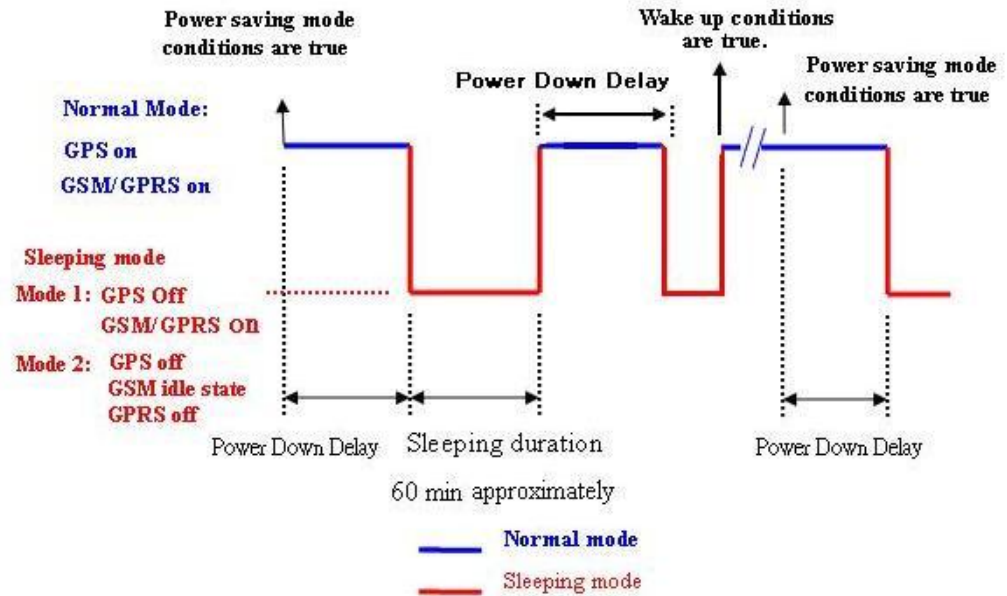 Power saving mode
conditions are true
Wake up conditions
are true.
Power Down Delay
Power saving mode
conditions are true
Normal Mode:
GPS on
GSM/GPRS on
Sleeping mode
Mode 1: GPS Off
GSM/GPRS on
Mode 2: GPS off
GSM idle state
GPRS off
Power Down Delay
Sleeping duration
60 min approximately
Power Down Delay
Normal mode
Sleeping mode